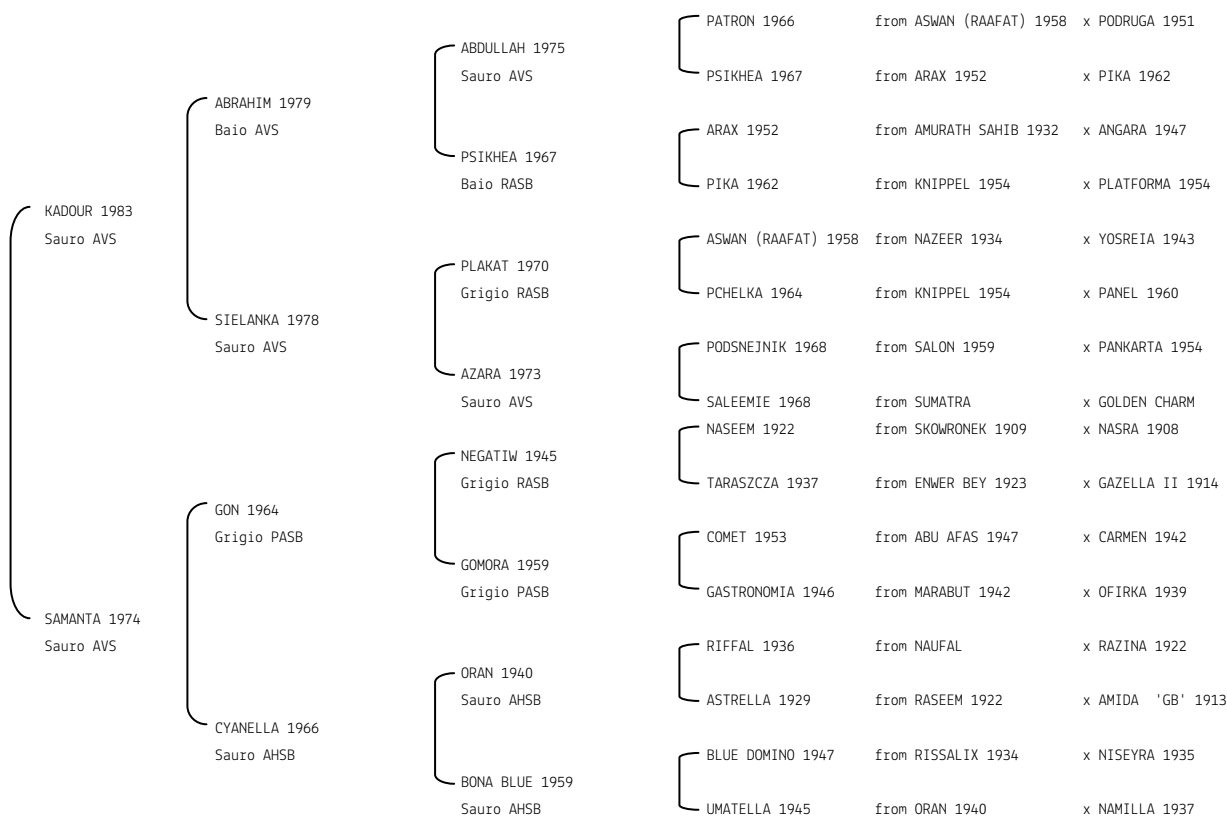 PATRON 1966 from ASWAN (RAAFAT) 1958 x PODRUGA 1951
ABDULLAH 1975
Sauro AVS
PSIKHEA 1967 from ARAX 1952 x PIKA 1962
ABRAHIM 1979
Baio AVS
ARAX 1952 from AMURATH SAHIB 1932 x ANGARA 1947
PSIKHEA 1967
Baio RASB
PIKA 1962 from KNIPPEL 1954 x PLATFORMA 1954
KADOUR 1983
Sauro AVS
ASWAN (RAAFAT) 1958 from NAZEER 1934 x YOSREIA 1943
PLAKAT 1970
Grigio RASB
PCHELKA 1964 from KNIPPEL 1954 x PANEL 1960
SIELANKA 1978
Sauro AVS
PODSNEJNIK 1968 from SALON 1959 x PANKARTA 1954
AZARA 1973
Sauro AVS
SALEEMIE 1968 from SUMATRA x GOLDEN CHARM
NASEEM 1922 from SKOWRONEK 1909 x NASRA 1908
NEGATIW 1945
Grigio RASB
TARASZCZA 1937 from ENWER BEY 1923 x GAZELLA II 1914
GON 1964
Grigio PASB
COMET 1953 from ABU AFAS 1947 x CARMEN 1942
GOMORA 1959
Grigio PASB
GASTRONOMIA 1946 from MARABUT 1942 x OFIRKA 1939
SAMANTA 1974
Sauro AVS
RIFFAL 1936 from NAUFAL x RAZINA 1922
ORAN 1940
Sauro AHSB
ASTRELLA 1929 from RASEEM 1922 x AMIDA 'GB' 1913
CYANELLA 1966
Sauro AHSB
BLUE DOMINO 1947 from RISSALIX 1934 x NISEYRA 1935
BONA BLUE 1959
Sauro AHSB
UMATELLA 1945 from ORAN 1940 x NAMILLA 1937